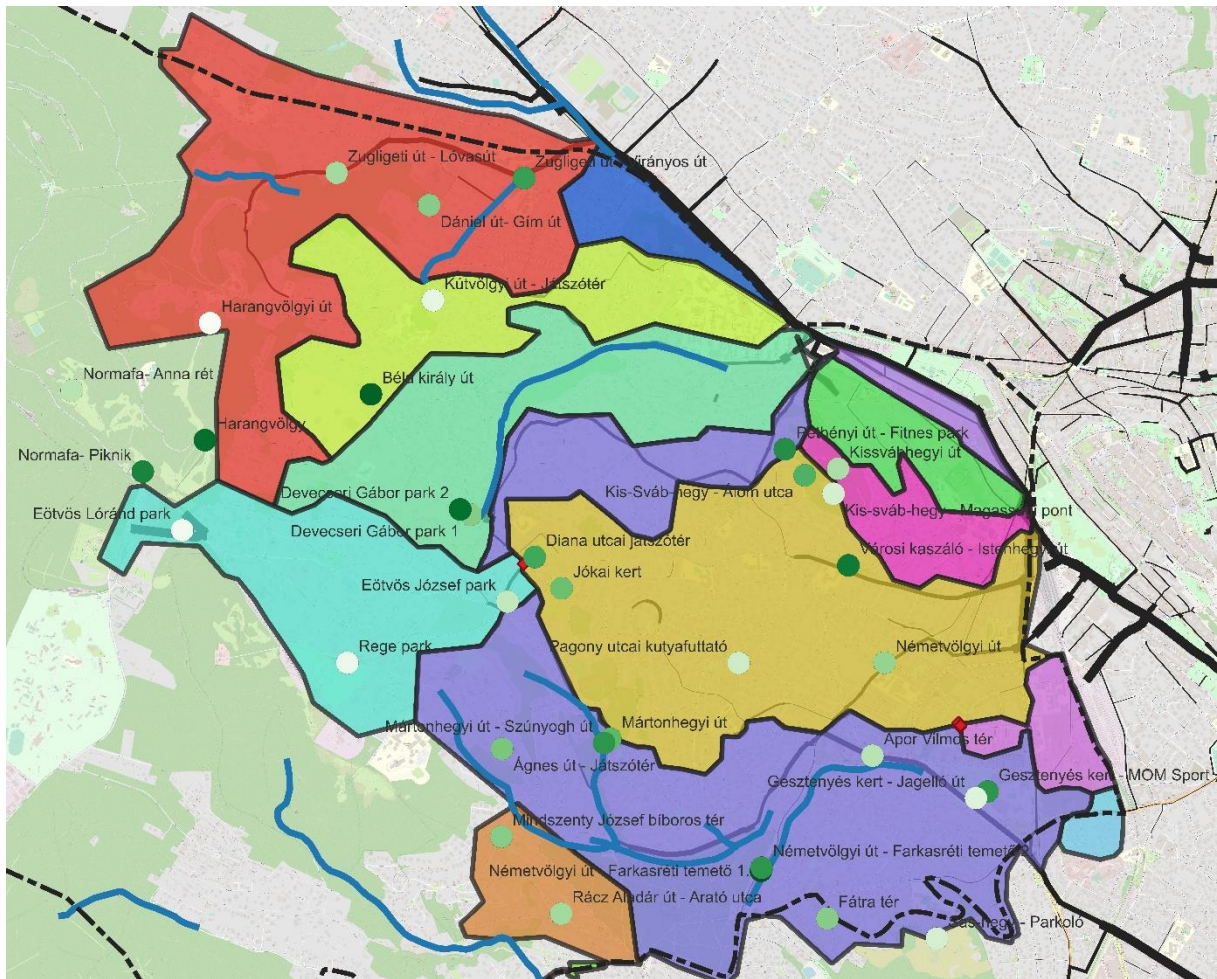 Zugligeti út - Lóvasút
Zugligeti út - Virányos út
Dániel út- Gím út
Kútvölgyi út - Játszótér
Harangvölgyi út
Normafa- Anna rét
Béla király út
Harangvölgy
Normafa- Piknik
Rethényi út - Fitnes park
Kissvábhegyi út
Devecseri Gábor park 2
Kis-Sváb-hegy - Álom utca
Eötvös Lóránd park
Kis-sváb-hegy - Magassági pont
Devecseri Gábor park 1
Diana utcai játszótér
Városi kaszáló - Istenhegyi út
Jókai kert
Eötvös József park
Rege park
Pagony utcai kutyafuttató
Németvölgyi út
Mártonhegyi út - Szúnyogh út
Mártonhegyi út
Apor Vilmos tér
Ágnes út - Játszótér
Gesztenyés kert - Jagelló út
Gesztenyés kert - MOM Sport
Mindszenty József bíboros tér
Németvölgyi út - Farkasréti temető
Németvölgyi út - Farkasréti temető 1.
Rácz Aladár út - Arató utca
Fátra tér
Sas-hegy - Parkoló